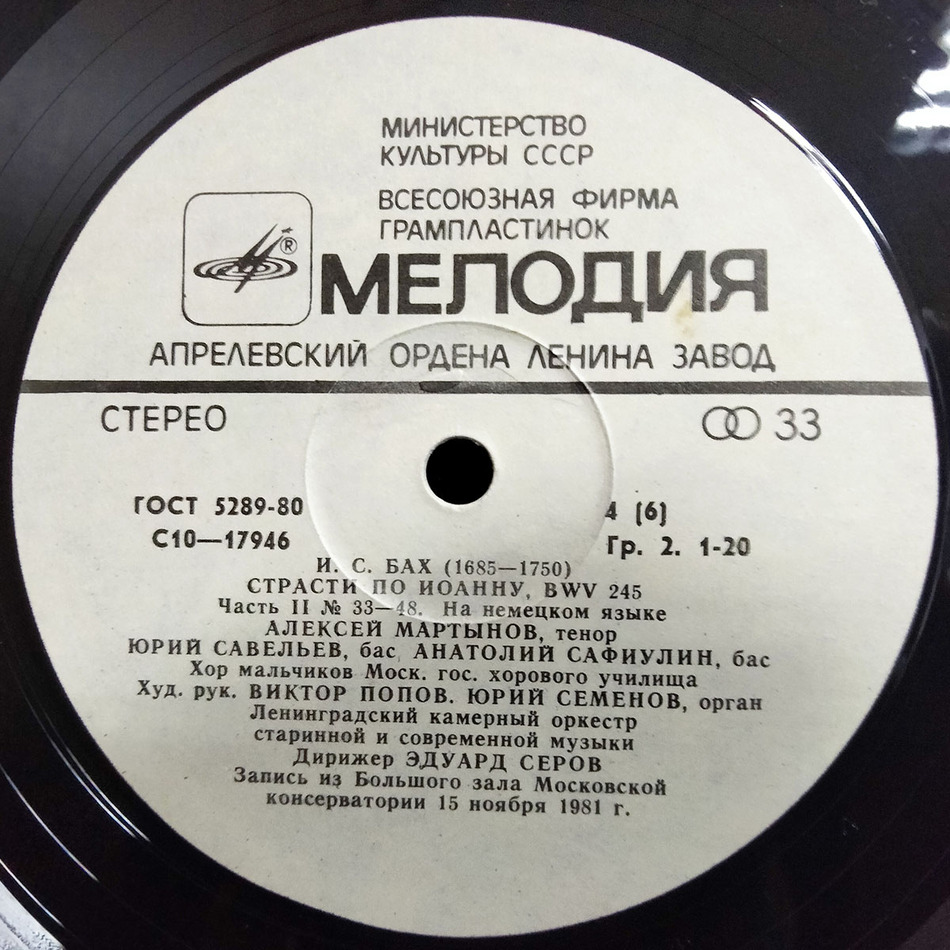 МИНИСТЕРСТВО
КУЛЬТУРЫ СССР
ВСЕСОЮЗНАЯ ФИРМА
ГРАМПЛАСТИНОК
®
МЕЛОДИЯ
АПРЕЛЕВСКИЙ ОРДЕНА ЛЕНИНА ЗАВОД
СТЕРЕО
33
ГОСТ 5289-80
4 (6)
С10—17946
Гр. 2. 1-20
И. С. БАХ (1685—1750)
СТРАСТИ ПО ИОАННУ, BWV 245
Часть II № 33—48. На немецком языке
АЛЕКСЕЙ МАРТЫНОВ, тенор
ЮРИЙ САВЕЛЬЕВ, бас, АНАТОЛИЙ САФИУЛИН, бас
Хор мальчиков Моск. гос. хорового училища
Худ. рук. ВИКТОР ПОПОВ. ЮРИЙ СЕМЕНОВ, орган
Ленинградский камерный оркестр
старинной и современной музыки
Дирижер ЭДУАРД СЕРОВ
Запись из Большого зала Московской
консерватории 15 ноября 1981 г.